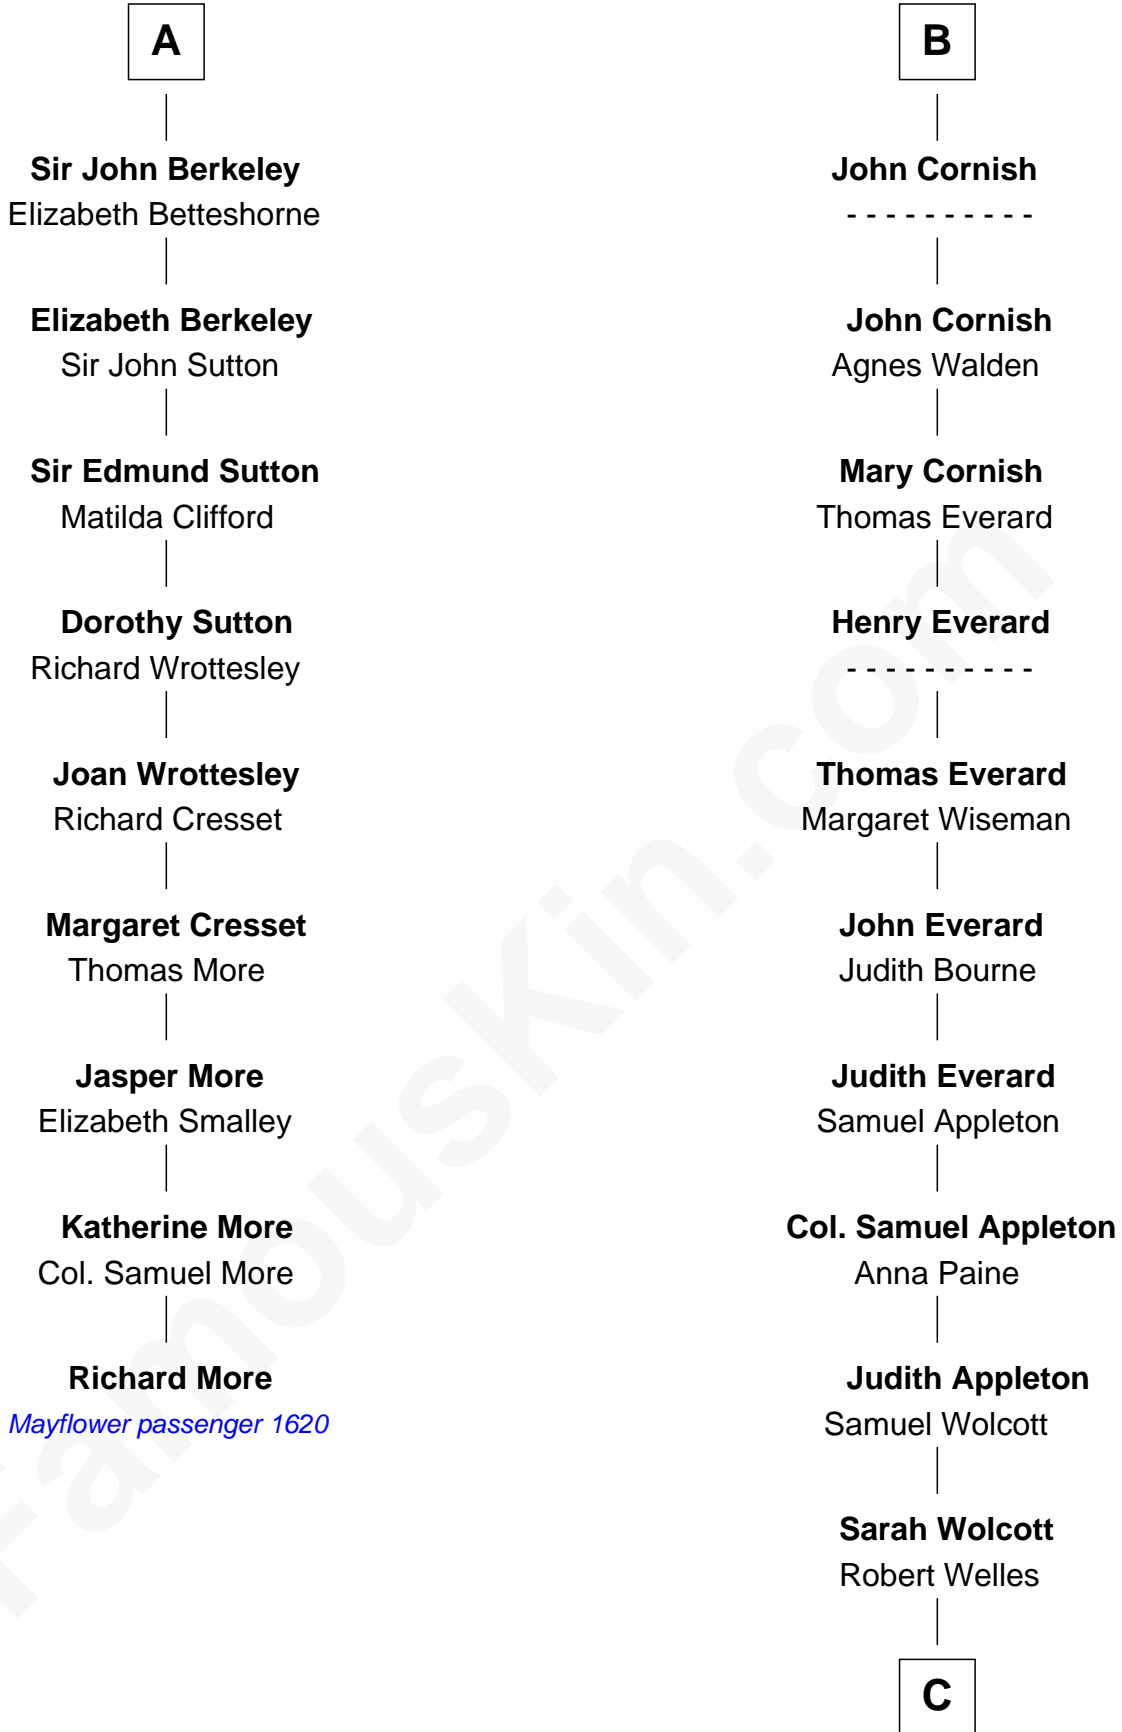 A
Sir John Berkeley
Elizabeth Betteshorne
Elizabeth Berkeley
Sir John Sutton
Sir Edmund Sutton
Matilda Clifford
Dorothy Sutton
Richard Wrottesley
Joan Wrottesley
Richard Cresset
Margaret Cresset
Thomas More
Jasper More
Elizabeth Smalley
Katherine More
Col. Samuel More
Richard More
Mayflower passenger 1620
B
John Cornish
- - - - - - - - - -
John Cornish
Agnes Walden
Mary Cornish
Thomas Everard
Henry Everard
- - - - - - - - - -
Thomas Everard
Margaret Wiseman
John Everard
Judith Bourne
Judith Everard
Samuel Appleton
Col. Samuel Appleton
Anna Paine
Judith Appleton
Samuel Wolcott
Sarah Wolcott
Robert Welles
C
FamousKin.com